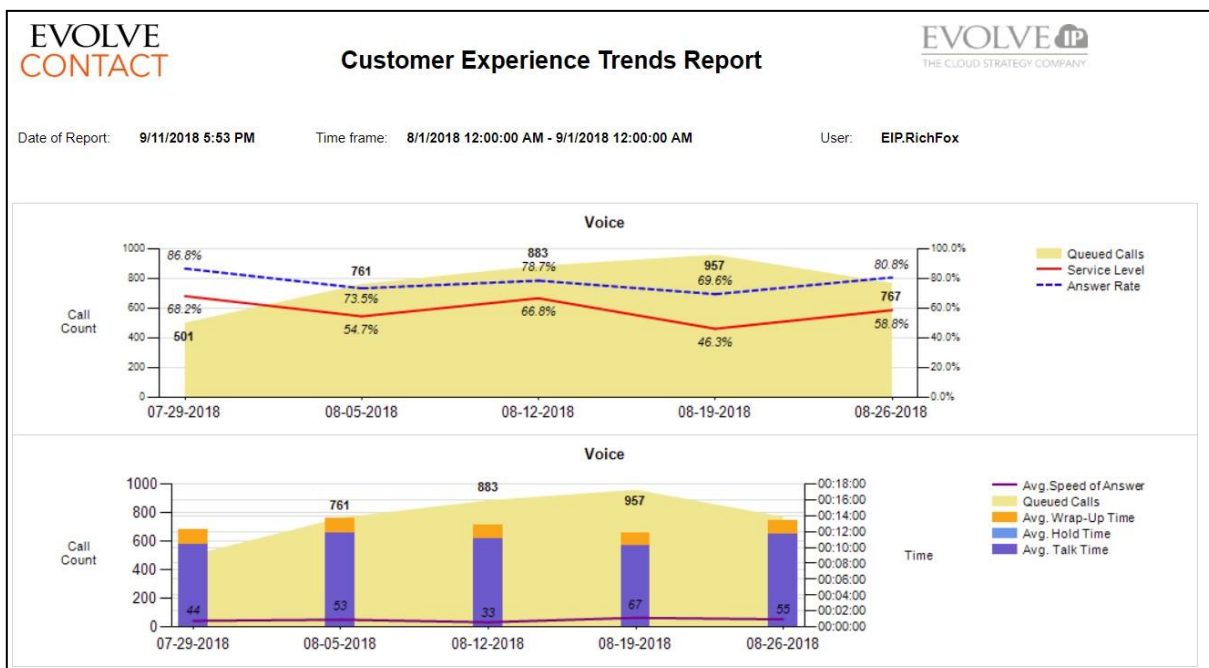 EVOLVE
CONTACT
Customer Experience Trends Report
EVOLVE IP
THE CLOUD STRATEGY COMPANY
Date of Report: 9/11/2018 5:53 PM Time frame: 8/1/2018 12:00:00 AM - 9/1/2018 12:00:00 AM User: EIP.RichFox
Voice
Call
Count
1000
800
600
400
200
0
86.8%
68.2%
501
761
73.5%
54.7%
883
78.7%
66.8%
957
69.6%
46.3%
80.8%
767
58.8%
100.0%
80.0%
60.0%
40.0%
20.0%
0.0%
07-29-2018 08-05-2018 08-12-2018 08-19-2018 08-26-2018
Queued Calls
Service Level
Answer Rate
Voice
Call
Count
1000
800
600
400
200
0
761
883
957
44
53
33
67
55
00:18:00
00:16:00
00:14:00
00:12:00
00:10:00
00:08:00
00:06:00
00:04:00
00:02:00
00:00:00
Time
07-29-2018 08-05-2018 08-12-2018 08-19-2018 08-26-2018
Avg.Speed of Answer
Queued Calls
Avg. Wrap-Up Time
Avg. Hold Time
Avg. Talk Time